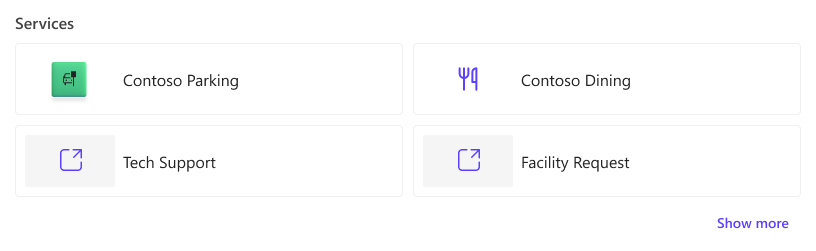 Services
Contoso Parking
Contoso Dining
Tech Support
Facility Request
Show more